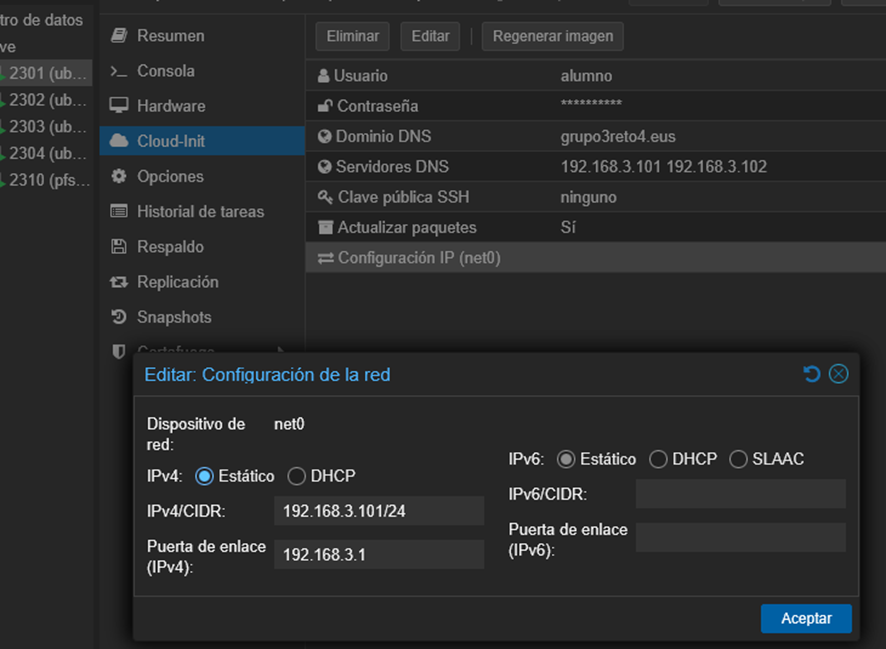 tro de datos
ve
2301 (ub...
2302 (ub...
2303 (ub...
2304 (ub...
2310 (pfs...
Resumen
Consola
Hardware
Cloud-Init
Opciones
Historial de tareas
Respaldo
Replicación
Snapshots
Cortafuego
Eliminar Editar Regenerar imagen
Usuario alumno
Contraseña **********
Dominio DNS grupo3reto4.eus
Servidores DNS 192.168.3.101 192.168.3.102
Clave pública SSH ninguno
Actualizar paquetes Sí
Configuración IP (net0)
Editar: Configuración de la red
Dispositivo de net0
red:
IPv4: Estático DHCP
IPv4/CIDR: 192.168.3.101/24
Puerta de enlace 192.168.3.1
(IPv4):
IPv6: Estático DHCP SLAAC
IPv6/CIDR:
Puerta de enlace
(IPv6):
Aceptar